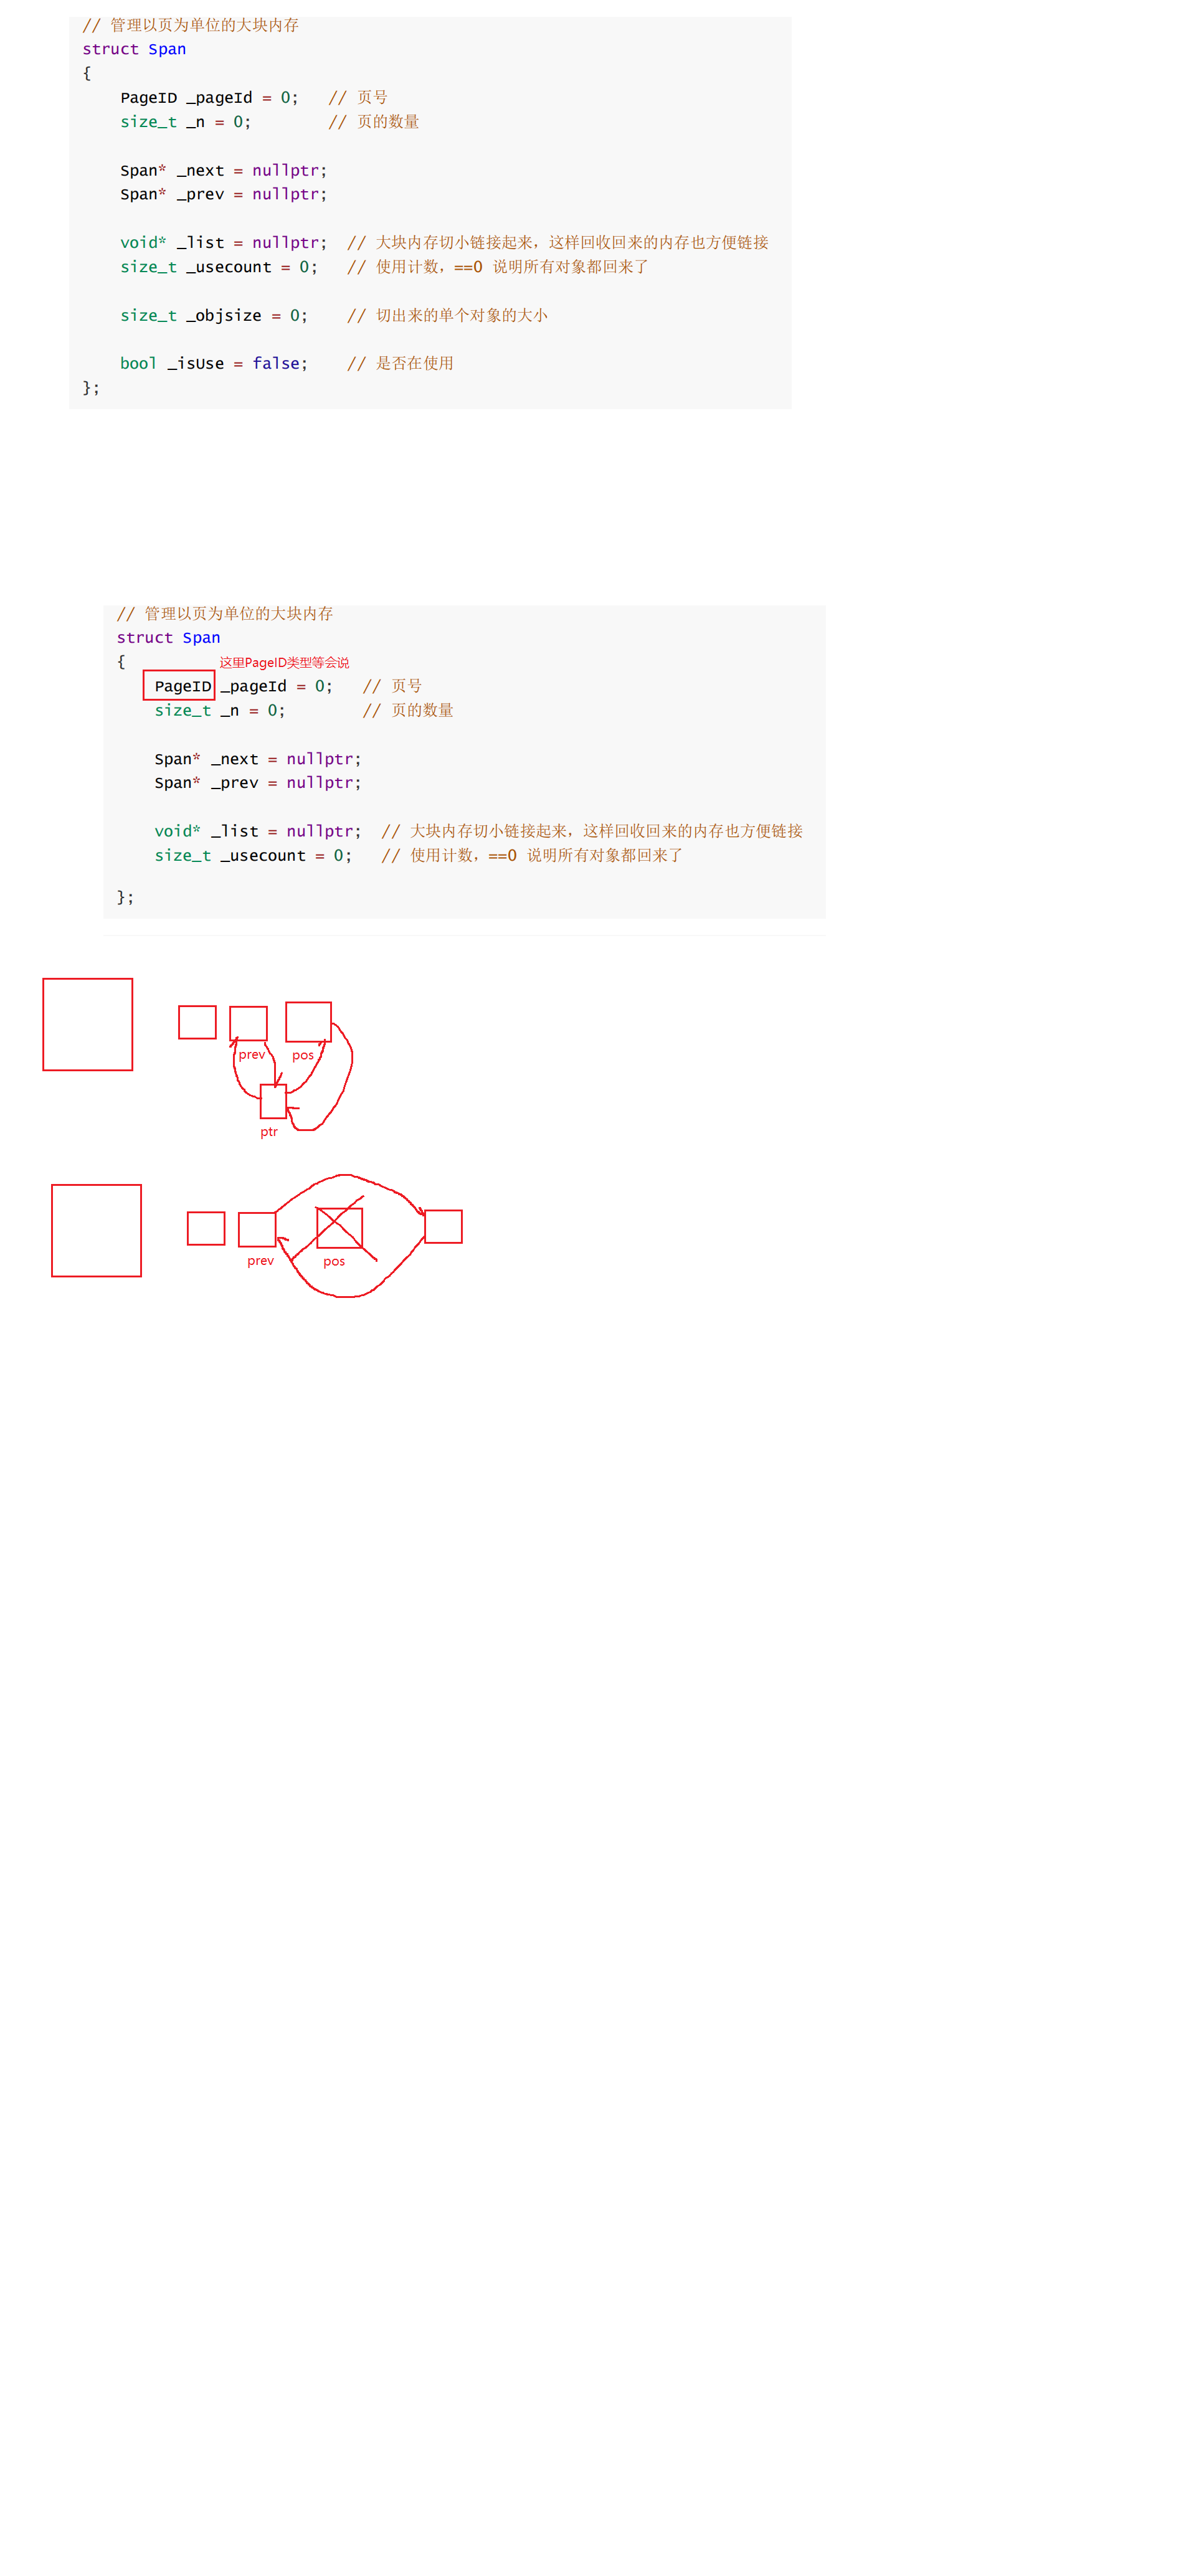 // 管理以页为单位的大块内存
struct Span
{
PageID _pageId = 0; // 页号
size_t _n = 0; // 页的数量
Span* _next = nullptr;
Span* _prev = nullptr;
void* _list = nullptr; // 大块内存切小链接起来，这样回收回来的内存也方便链接
size_t _usecount = 0; // 使用计数，==0 说明所有对象都回来了
size_t _objsize = 0; // 切出来的单个对象的大小
bool _isUse = false; // 是否在使用
};
// 管理以页为单位的大块内存
struct Span
{ 这里PageID类型等会说
PageID _pageId = 0; // 页号
size_t _n = 0; // 页的数量
Span* _next = nullptr;
Span* _prev = nullptr;
void* _list = nullptr; // 大块内存切小链接起来，这样回收回来的内存也方便链接
size_t _usecount = 0; // 使用计数，==0 说明所有对象都回来了
};
prev pos
ptr
prev pos